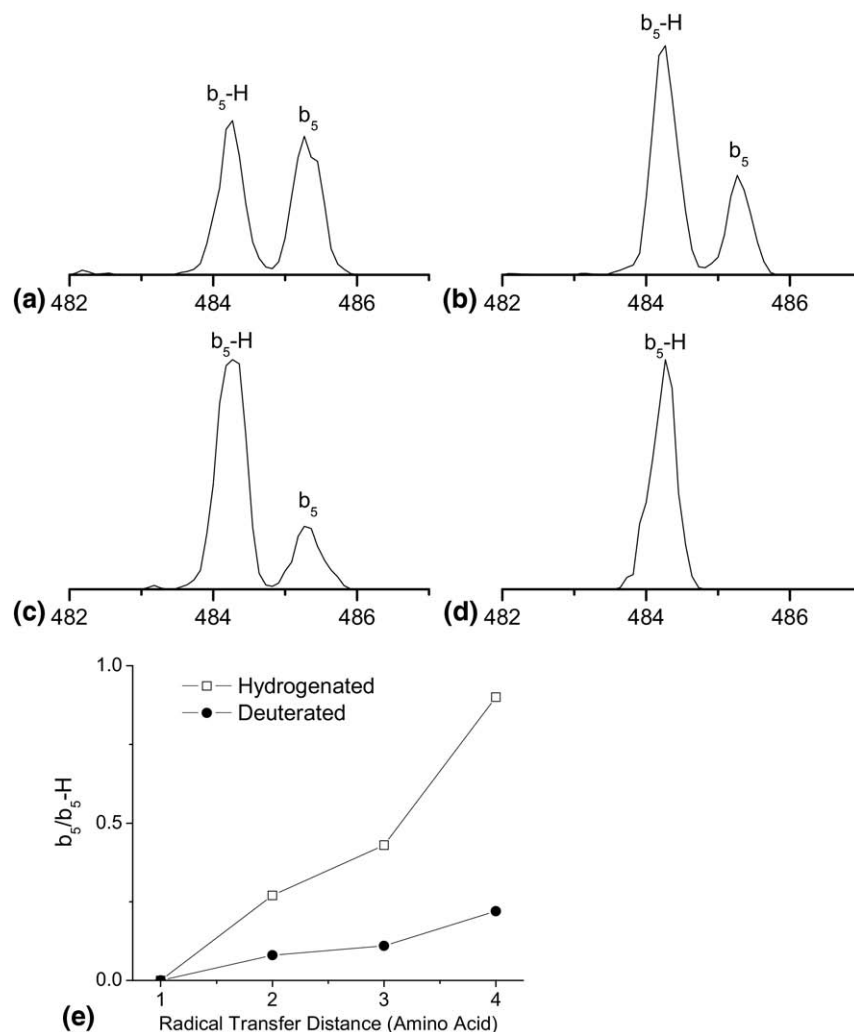 b5-H
b5
(a)
482 484 486
b5-H
b5
(b)
482 484 486
b5-H
b5
(c)
482 484 486
b5-H
(d)
482 484 486
1.0
0.5
0.0
b5/b5-H
Hydrogenated
Deuterated
1 2 3 4
(e)
Radical Transfer Distance (Amino Acid)